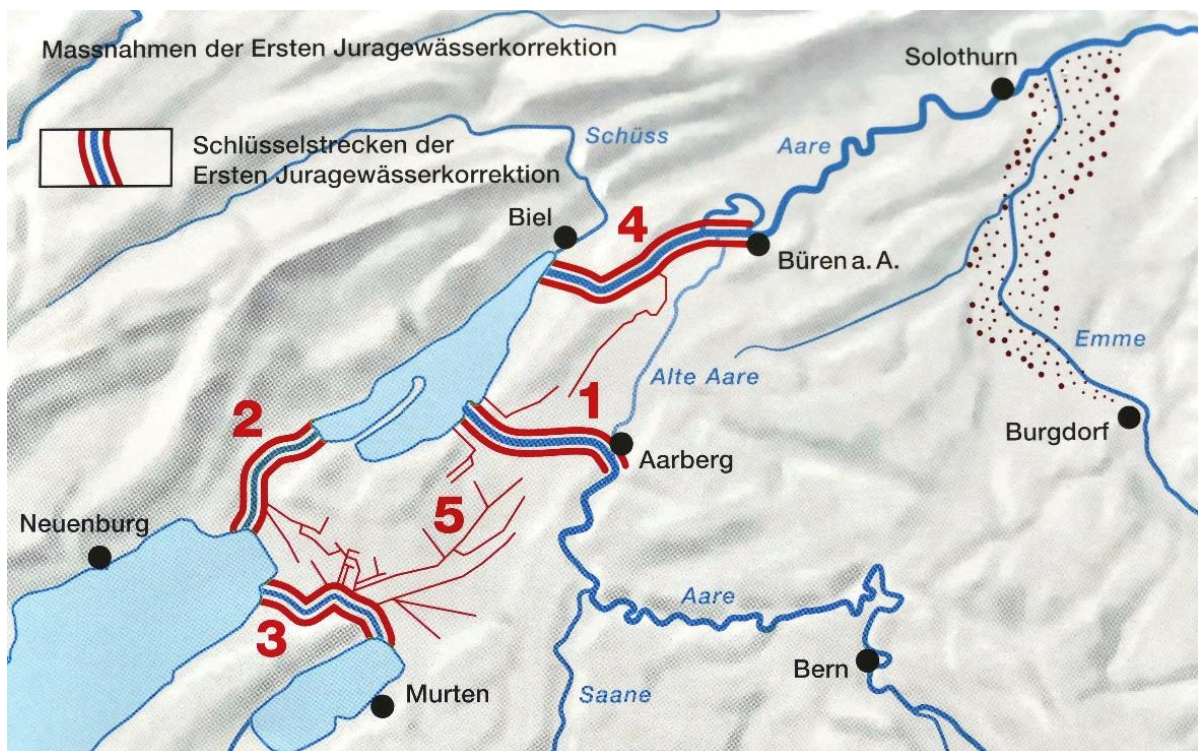 Massnahmen der Ersten Juragewässerkorrektion
Schlüsselstrecken der
Ersten Juragewässerkorrektion
Solothurn
Schüss
Aare
Biel
4
Büren a. A.
Alte Aare
Emme
1
2
Burgdorf
Aarberg
5
Neuenburg
Aare
3
Bern
Murten
Saane